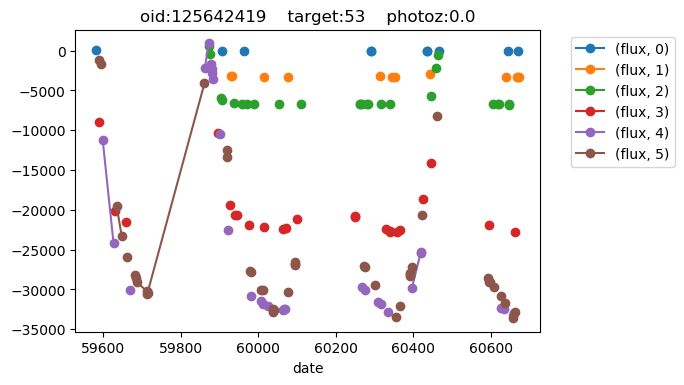 oid:125642419 target:53 photoz:0.0
0
−5000
−10000
−15000
−20000
−25000
−30000
−35000
59600 59800 60000 60200 60400 60600
date
(flux, 0)
(flux, 1)
(flux, 2)
(flux, 3)
(flux, 4)
(flux, 5)